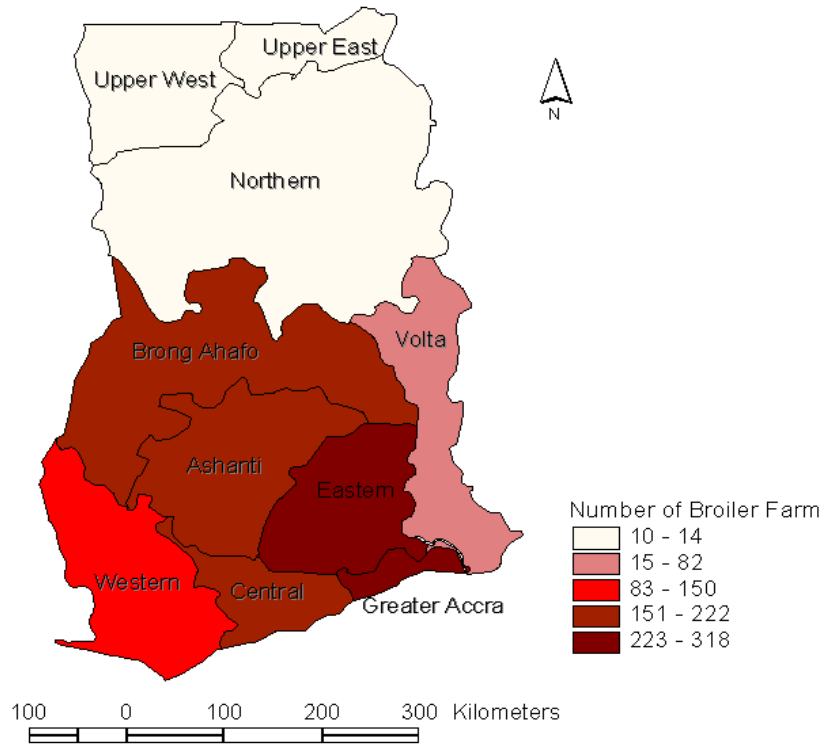 Upper East
Upper West
N
Northern
Volta
Brong Ahafo
Ashanti
Eastern
Western
Central
Greater Accra
Number of Broiler Farm
10 - 14
15 - 82
83 - 150
151 - 222
223 - 318
100 0 100 200 300 Kilometers